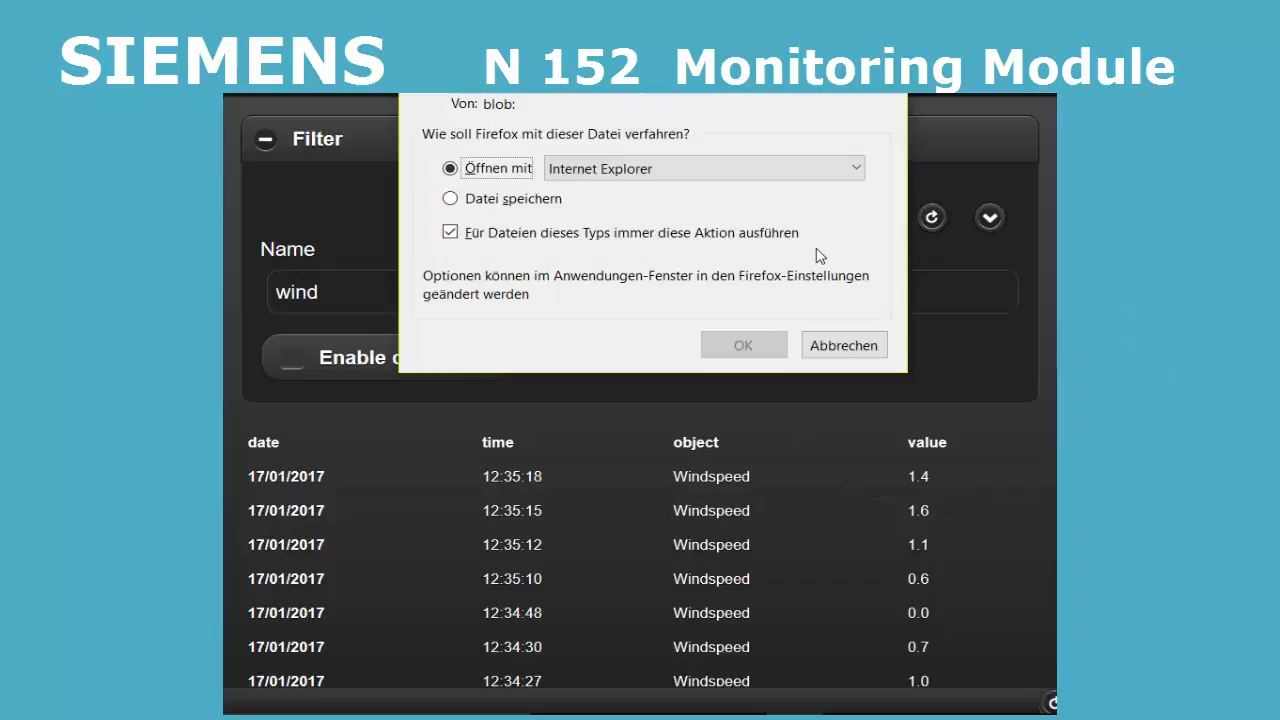 SIEMENS N 152 Monitoring Module
Von: blob:
Filter
Wie soll Firefox mit dieser Datei verfahren?
Öffnen mit Internet Explorer
Datei speichern
Für Dateien dieses Typs immer diese Aktion ausführen
Name
Optionen können im Anwendungen-Fenster in den Firefox-Einstellungen
geändert werden
wind
OK Abbrechen
Enable
date time object value
17/01/2017 12:35:18 Windspeed 1.4
17/01/2017 12:35:15 Windspeed 1.6
17/01/2017 12:35:12 Windspeed 1.1
17/01/2017 12:35:10 Windspeed 0.6
17/01/2017 12:34:48 Windspeed 0.0
17/01/2017 12:34:30 Windspeed 0.7
17/01/2017 12:34:27 Windspeed 1.0